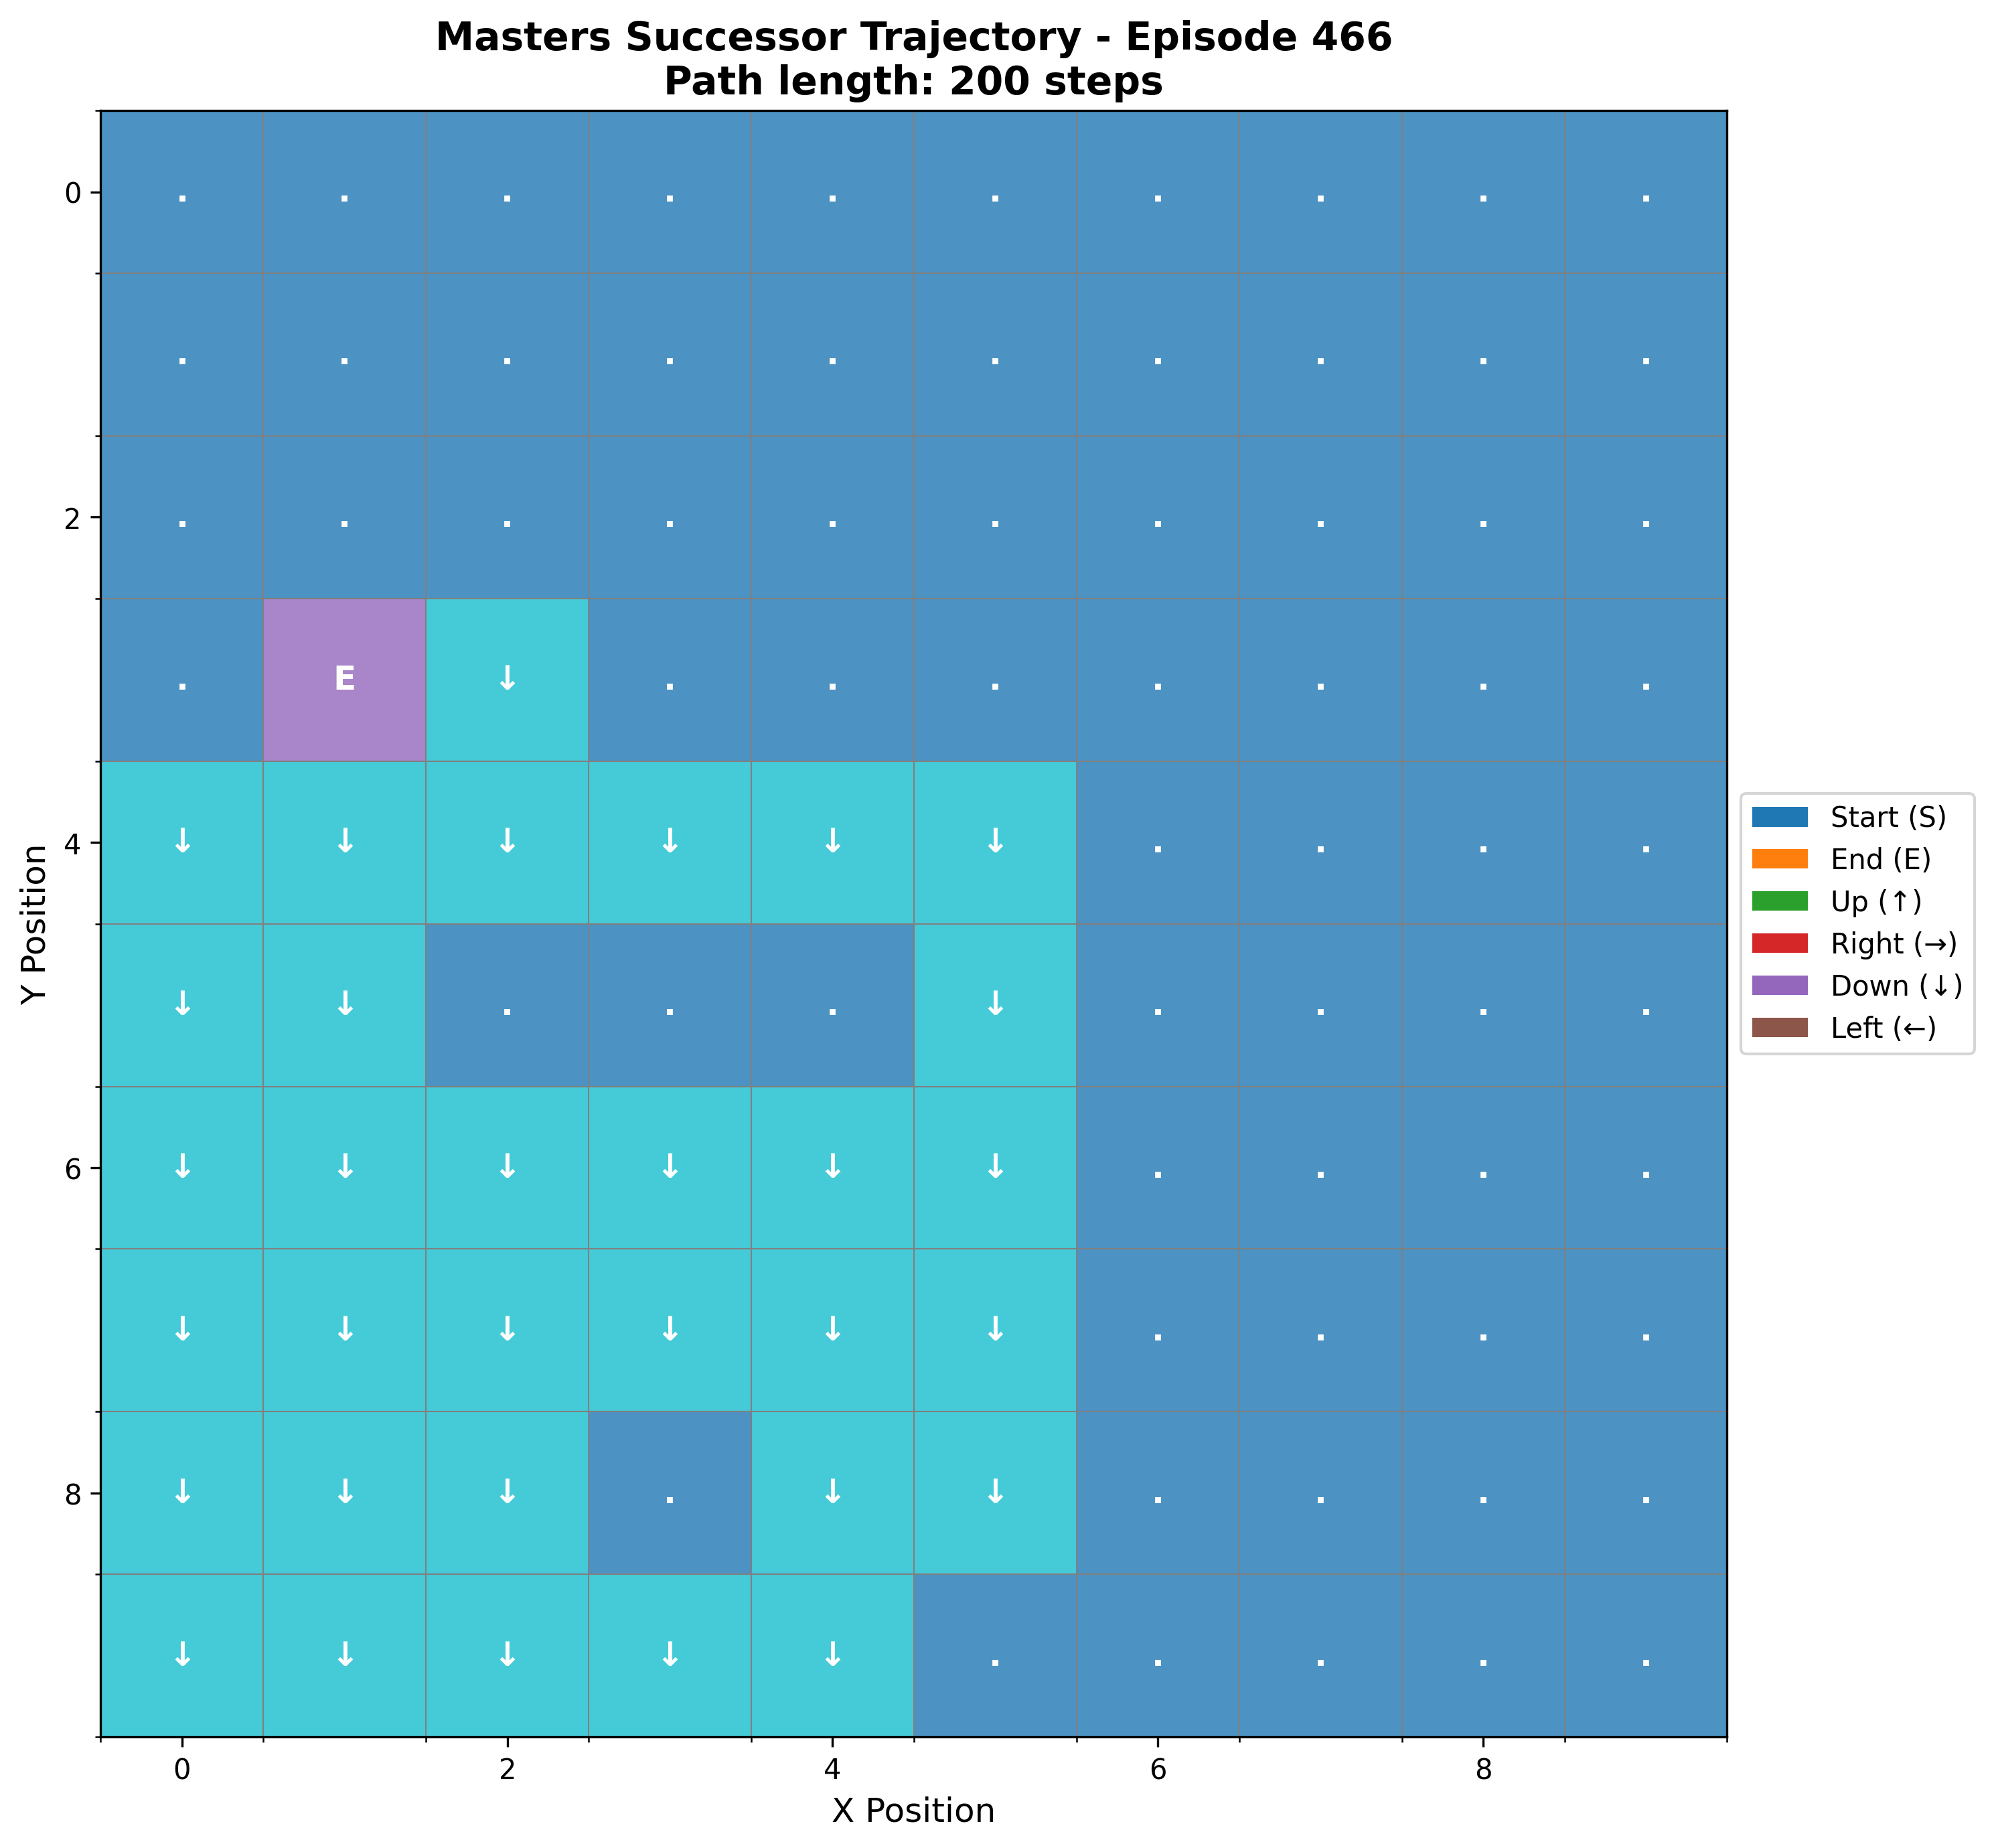 Masters Successor Trajectory - Episode 466
Path length: 200 steps
0 . . . . . . . . . .
. . . . . . . . . .
2 . . . . . . . . . .
. E ↓ . . . . . . .
4 ↓ ↓ ↓ ↓ ↓ ↓ . . . .
↓ ↓ . . . ↓ . . . .
6 ↓ ↓ ↓ ↓ ↓ ↓ . . . .
↓ ↓ ↓ ↓ ↓ ↓ . . . .
8 ↓ ↓ ↓ . ↓ ↓ . . . .
↓ ↓ ↓ ↓ ↓ . . . . .
0 2 4 6 8
X Position
Y Position
Start (S)
End (E)
Up (↑)
Right (→)
Down (↓)
Left (←)